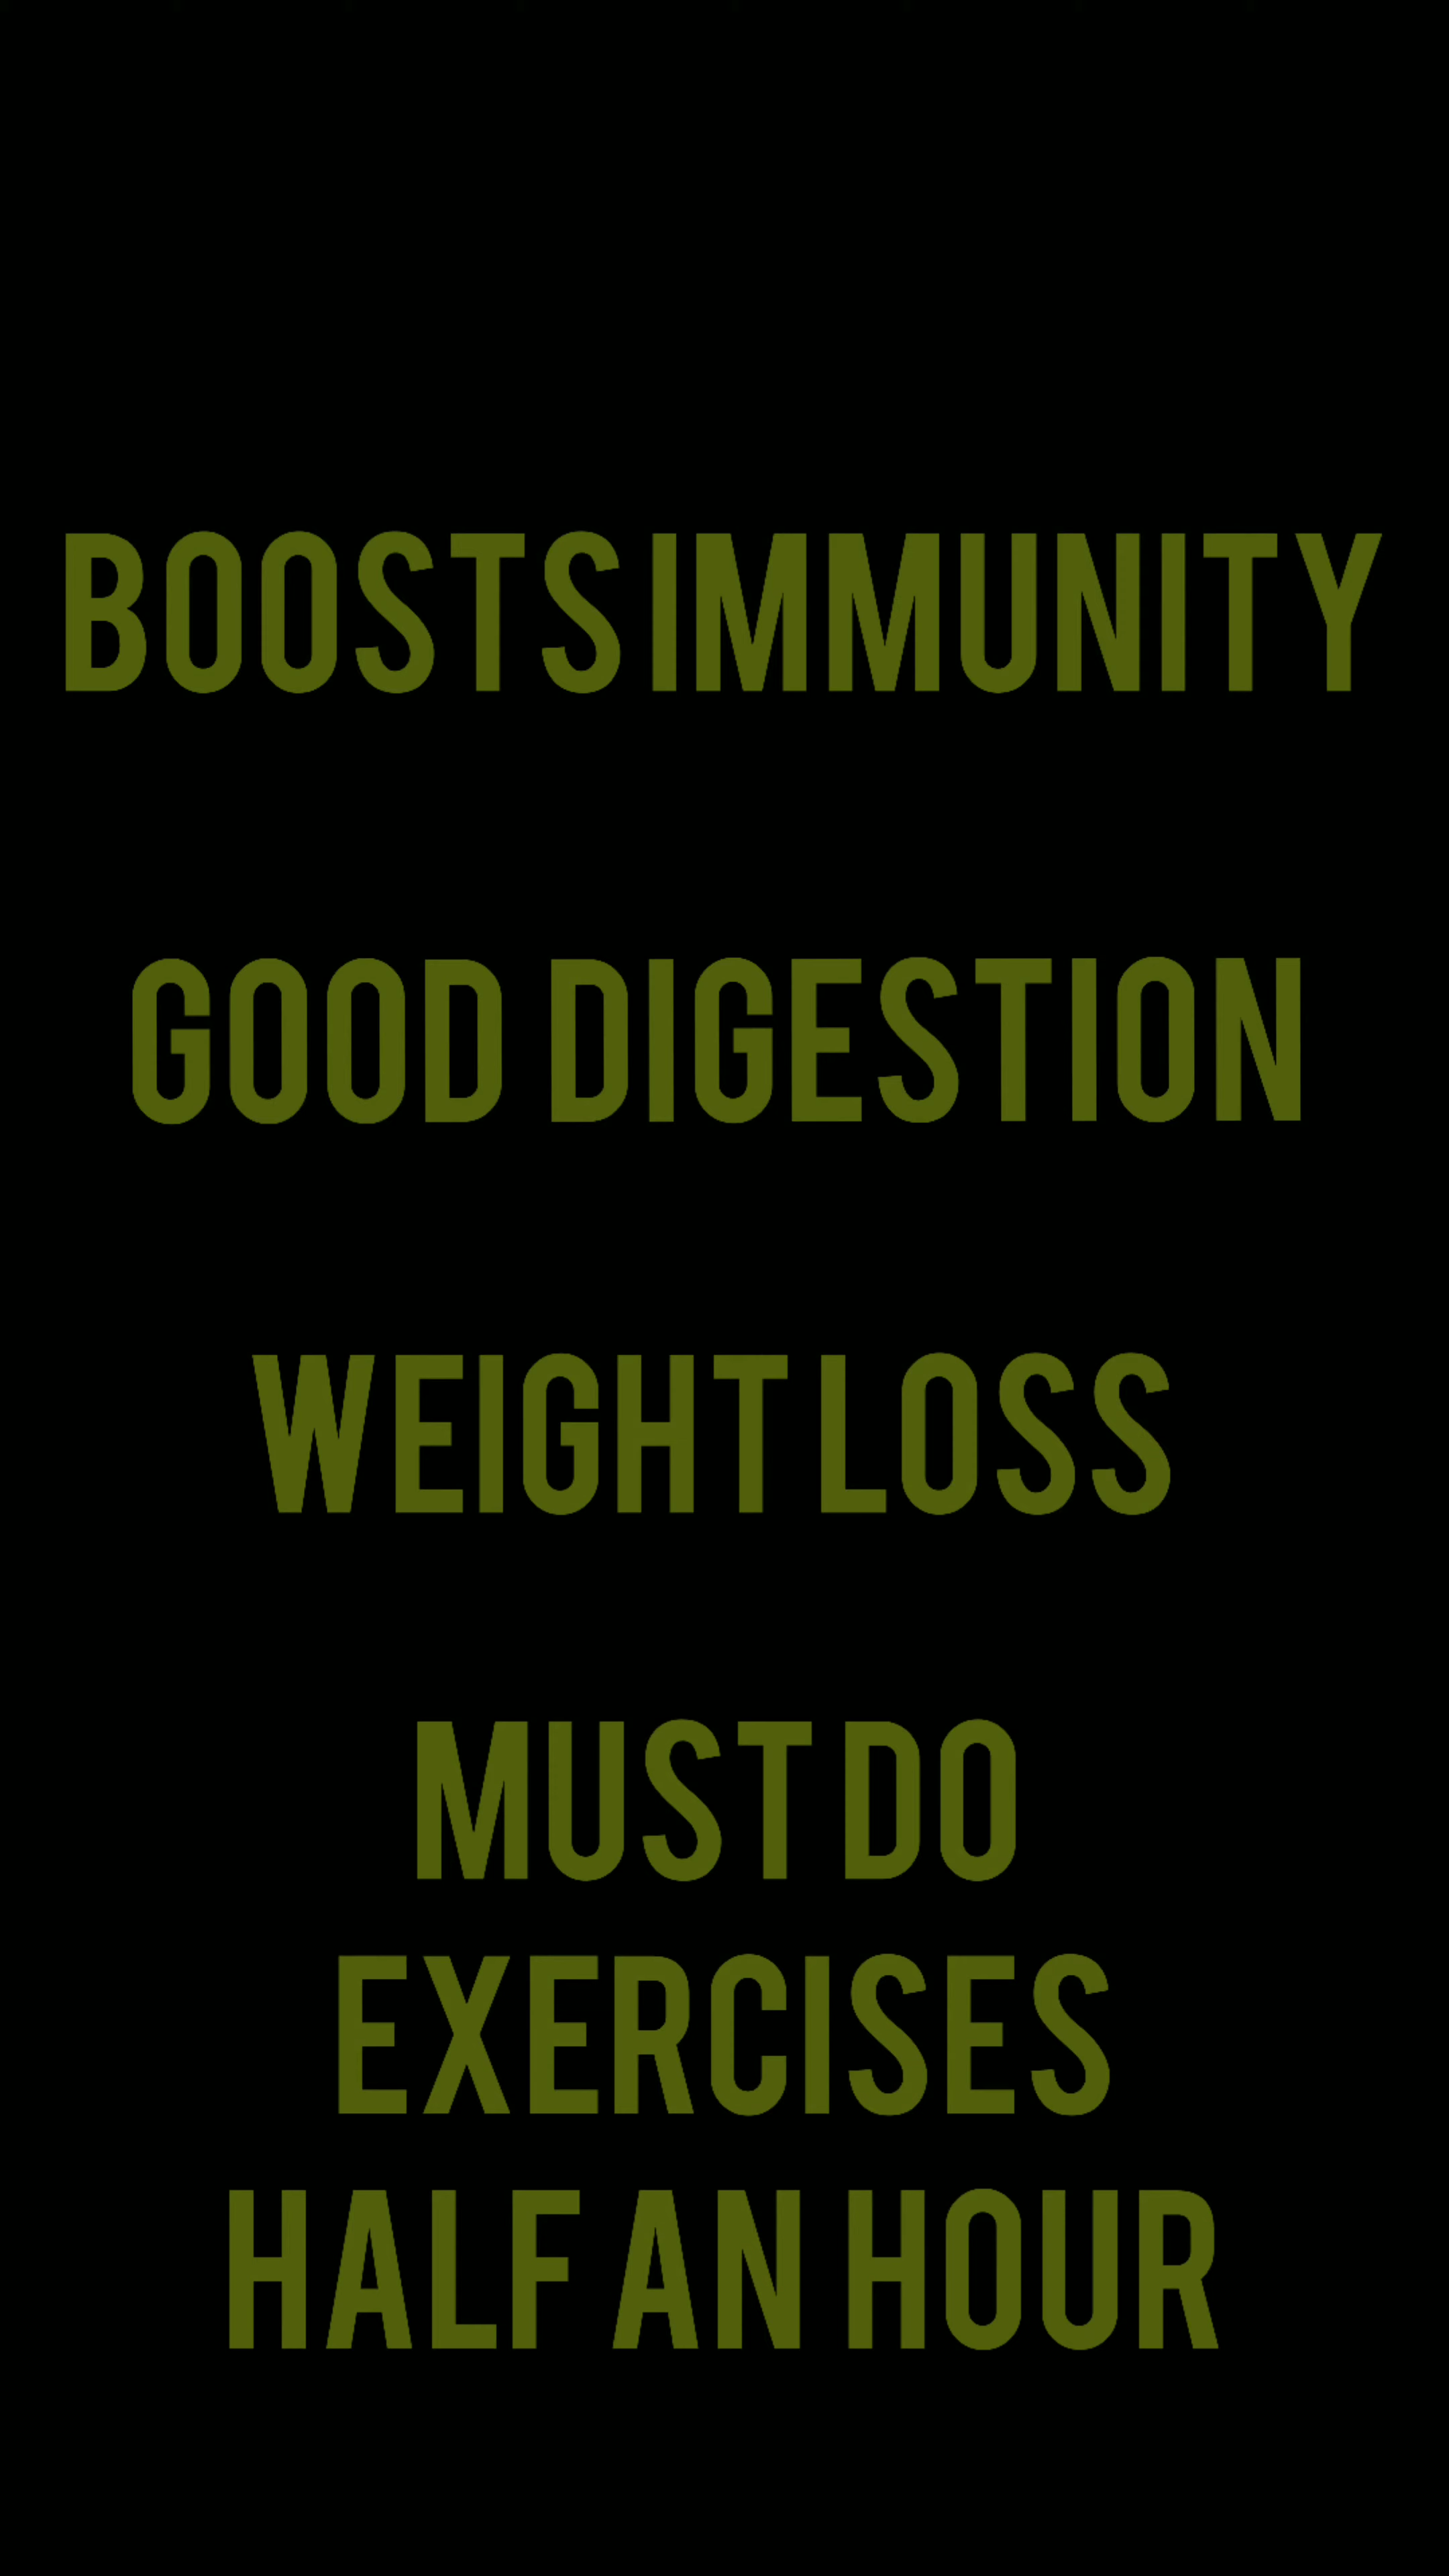 BOOSTS IMMUNITY
GOOD DIGESTION
WEIGHT LOSS
MUST DO
EXERCISES
HALF AN HOUR